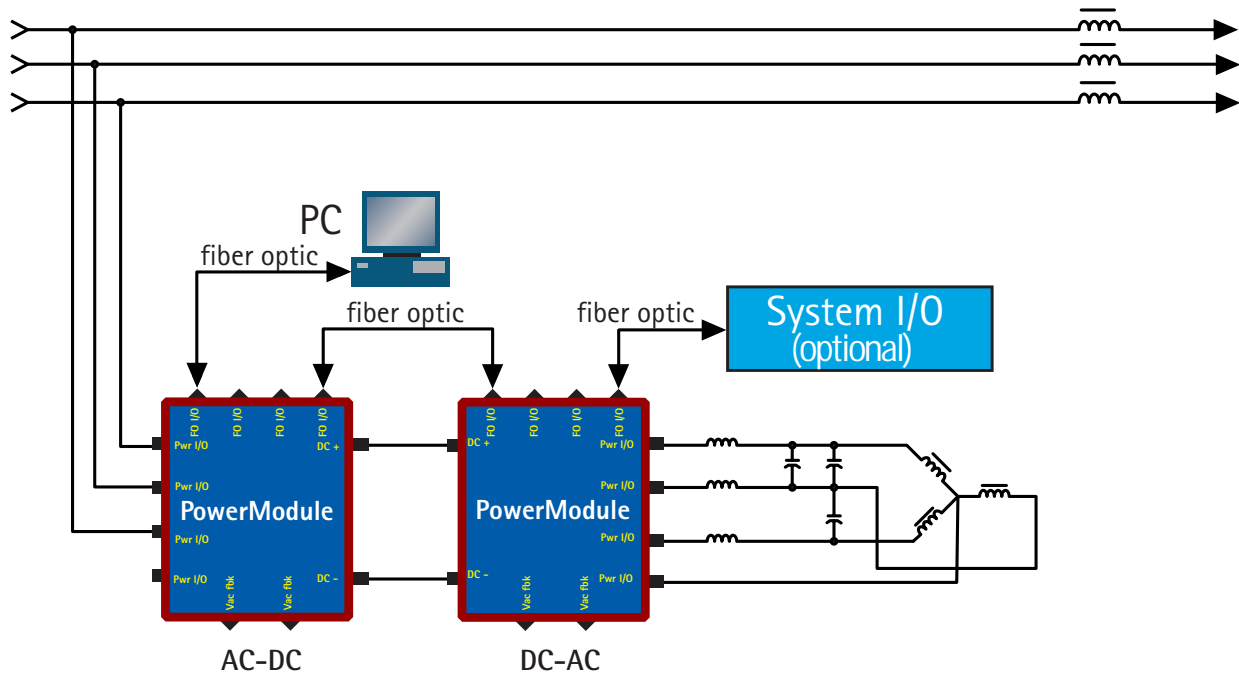 PC
fiber optic
fiber optic
fiber optic
System I/O
(optional)
FO I/O
FO I/O
FO I/O
FO I/O
Pwr I/O
DC +
Pwr I/O
PowerModule
Pwr I/O
Pwr I/O
DC -
Vac fbk
Vac fbk
AC-DC
FO I/O
FO I/O
FO I/O
FO I/O
DC +
Pwr I/O
Pwr I/O
PowerModule
Pwr I/O
DC -
Pwr I/O
Vac fbk
Vac fbk
DC-AC